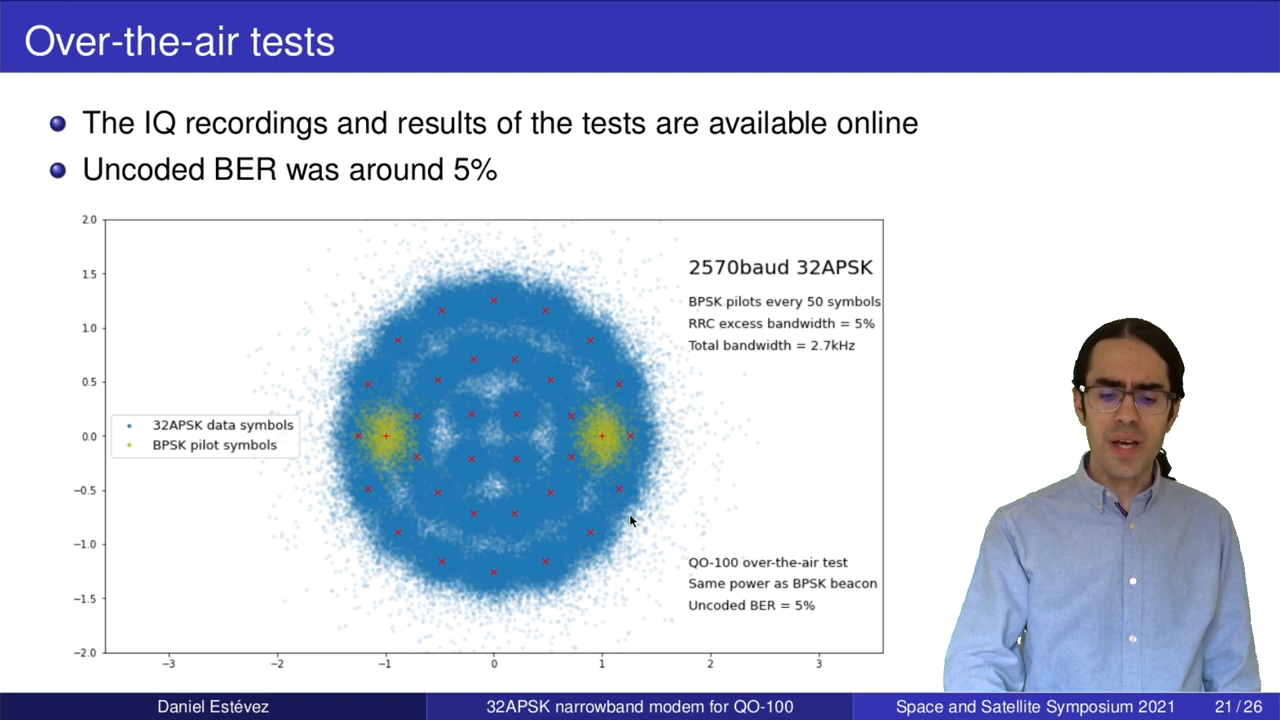 Over-the-air tests
The IQ recordings and results of the tests are available online
Uncoded BER was around 5%
2.0
1.5
1.0
0.5
0.0
−0.5
−1.0
−1.5
−2.0
−3
−2
−1
0
1
2
3
32APSK data symbols
BPSK pilot symbols
2570baud 32APSK
BPSK pilots every 50 symbols
RRC excess bandwidth = 5%
Total bandwidth = 2.7kHz
QO-100 over-the-air test
Same power as BPSK beacon
Uncoded BER = 5%
Daniel Estévez
32APSK narrowband modem for QO-100
Space and Satellite Symposium 2021
21 / 26